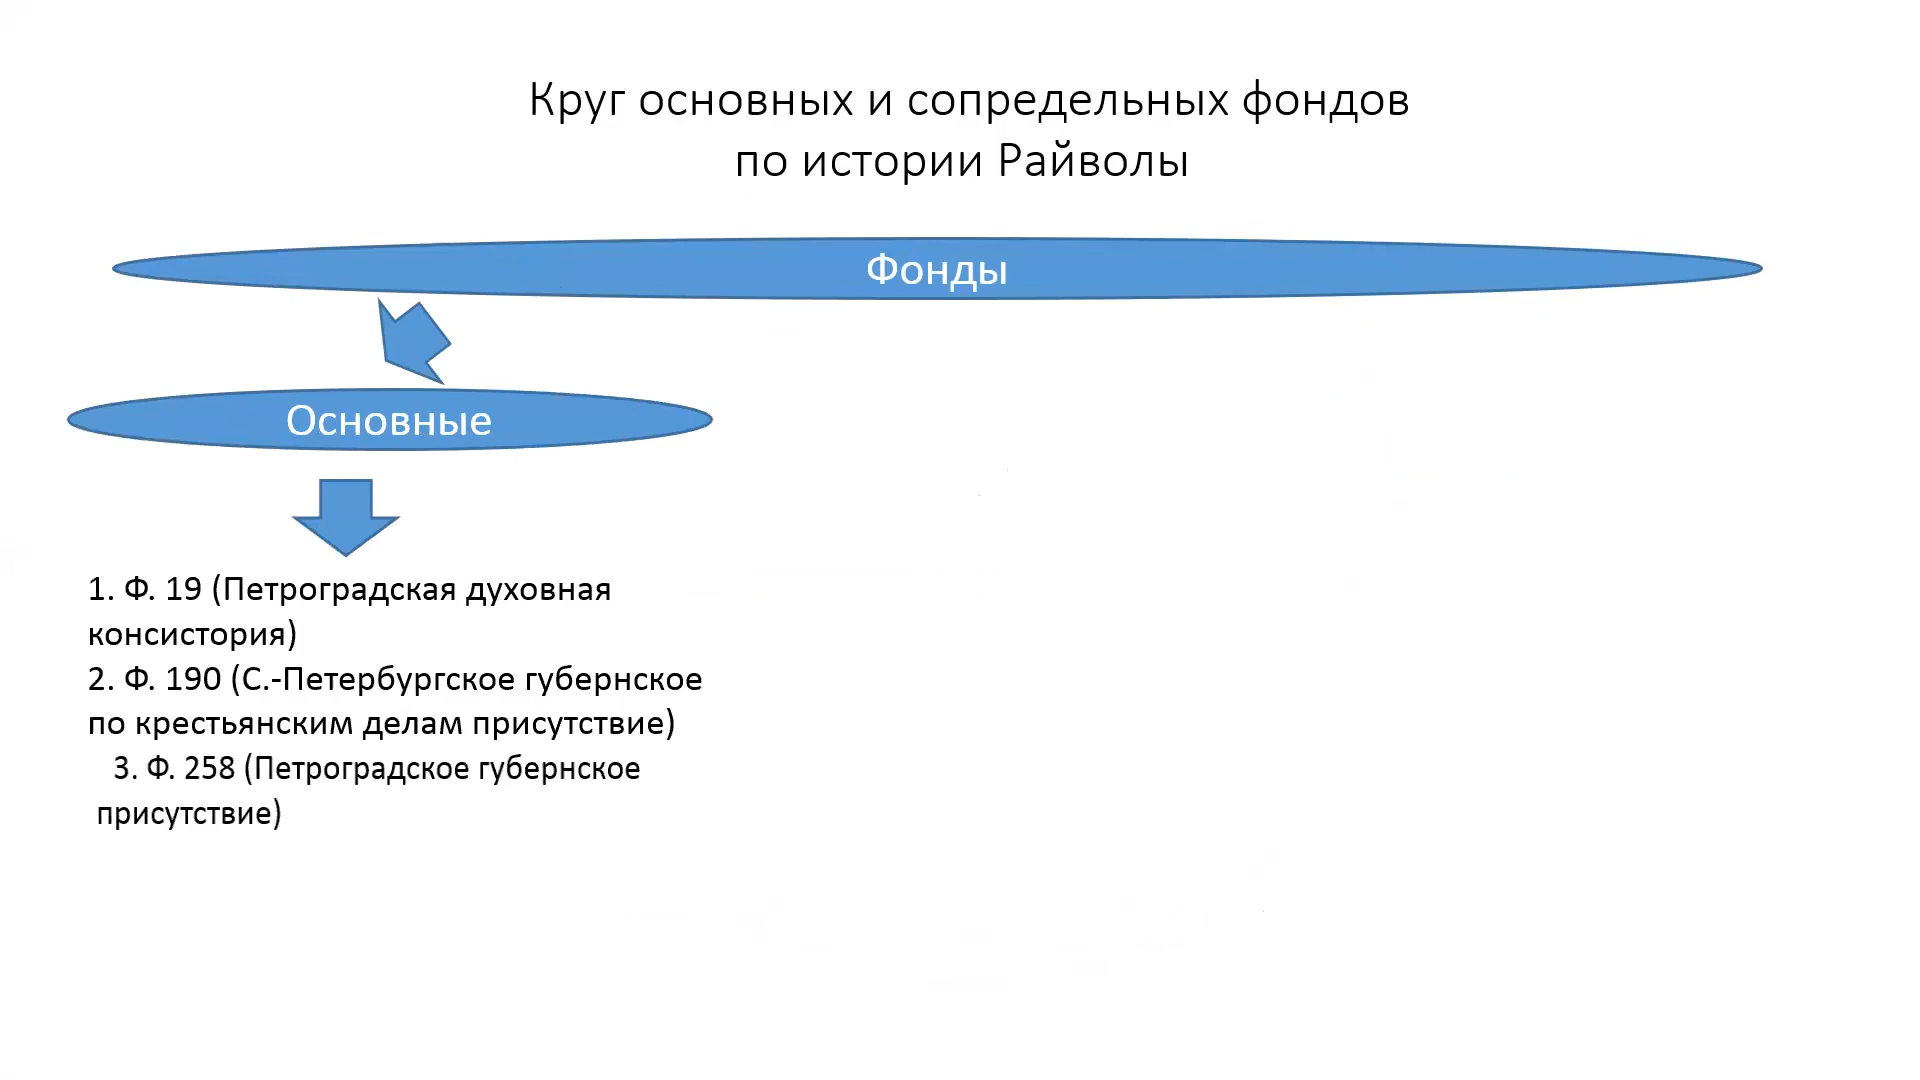 Круг основных и сопредельных фондов
по истории Райволы
Фонды
Основные
1. Ф. 19 (Петроградская духовная
консистория)
2. Ф. 190 (С.-Петербургское губернское
по крестьянским делам присутствие)
3. Ф. 258 (Петроградское губернское
присутствие)